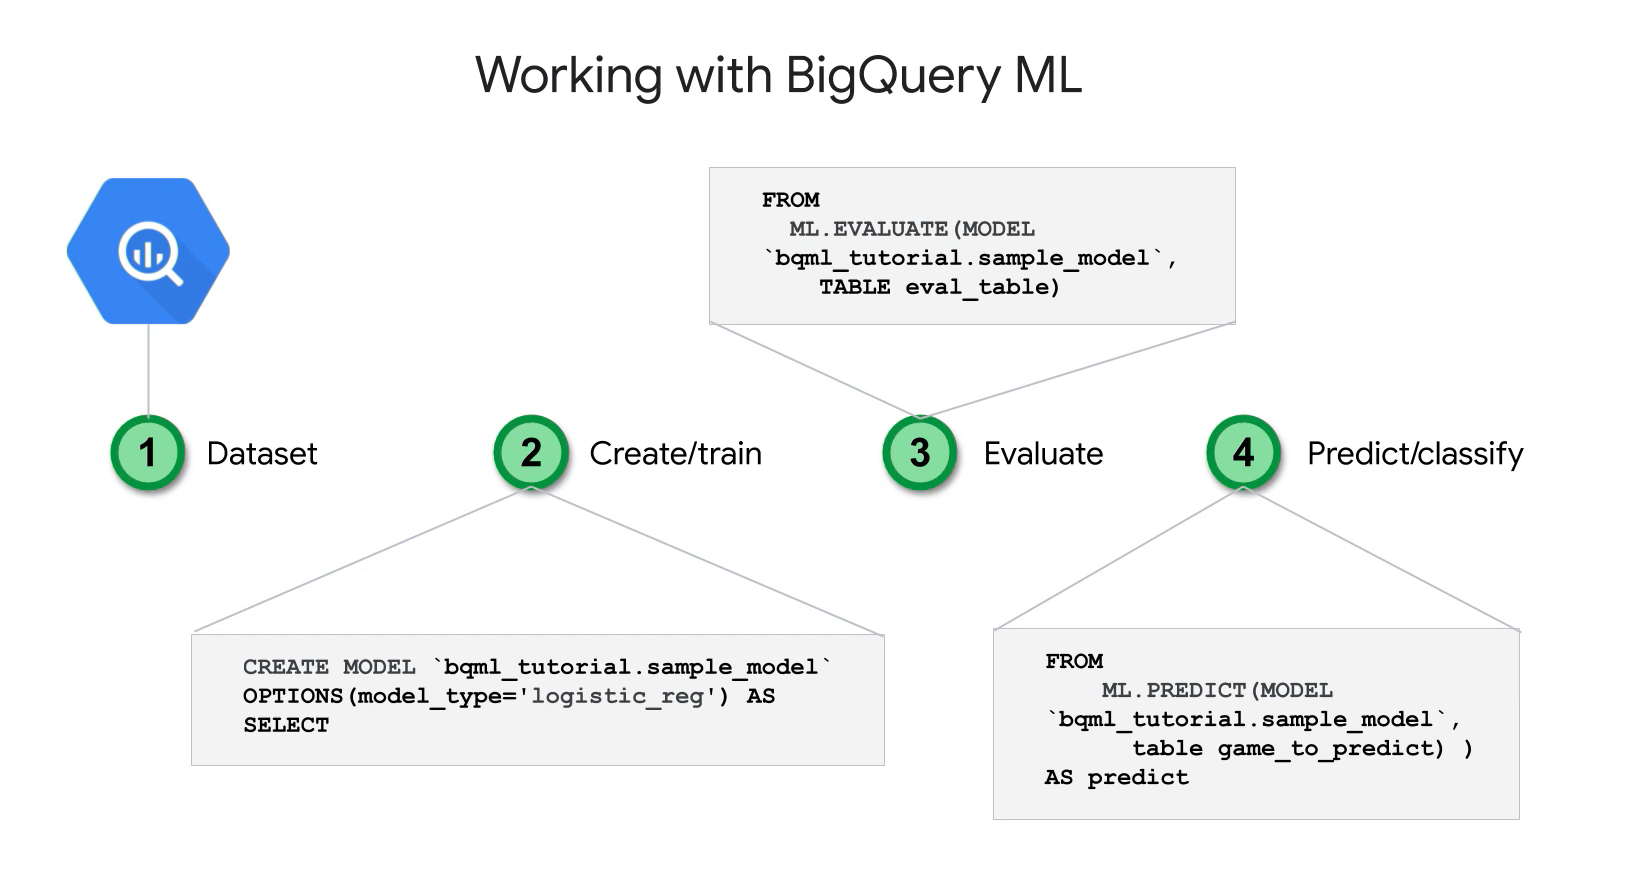 Working with BigQuery ML
FROM
ML.EVALUATE(MODEL
`bqml_tutorial.sample_model`,
TABLE eval_table)
1 Dataset
2 Create/train
3 Evaluate
4 Predict/classify
CREATE MODEL `bqml_tutorial.sample_model`
OPTIONS(model_type='logistic_reg') AS
SELECT
FROM
ML.PREDICT(MODEL
`bqml_tutorial.sample_model`,
table game_to_predict) )
AS predict